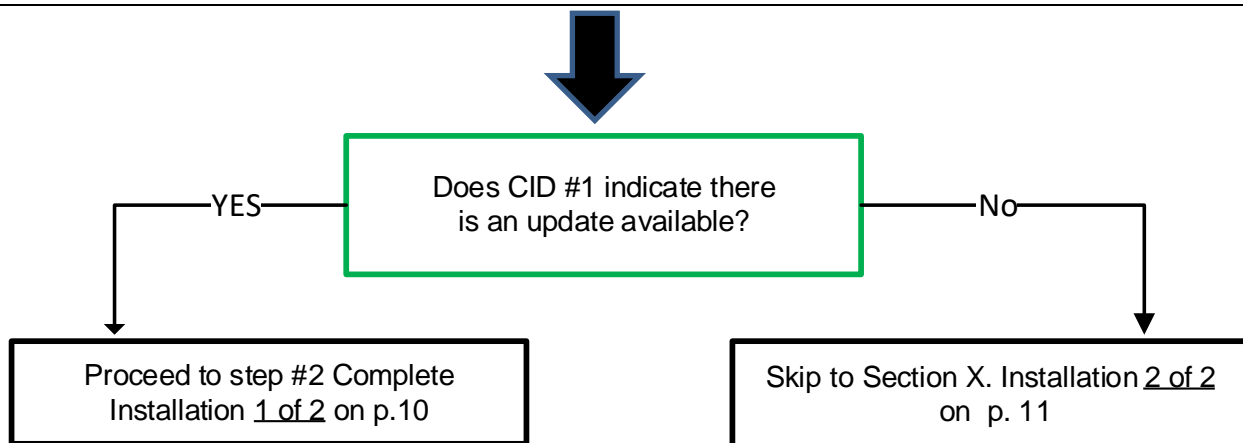 Does CID #1 indicate there
is an update available?
YES
No
Proceed to step #2 Complete
Installation 1 of 2 on p.10
Skip to Section X. Installation 2 of 2
on p. 11